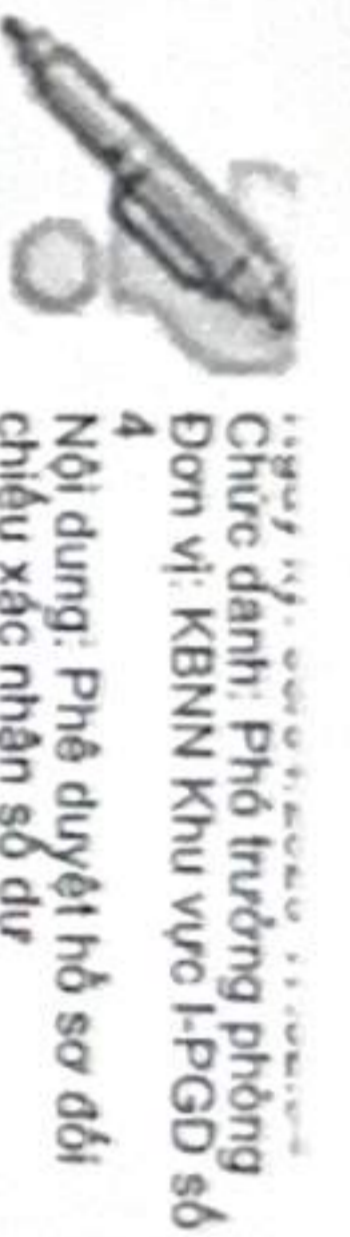 Chức danh: Phó trưởng phòng
Đơn vị: KBNN Khu vực I-PGD số
4
Nội dung: Phê duyệt hồ sơ đối
chiếu xác nhận số dư